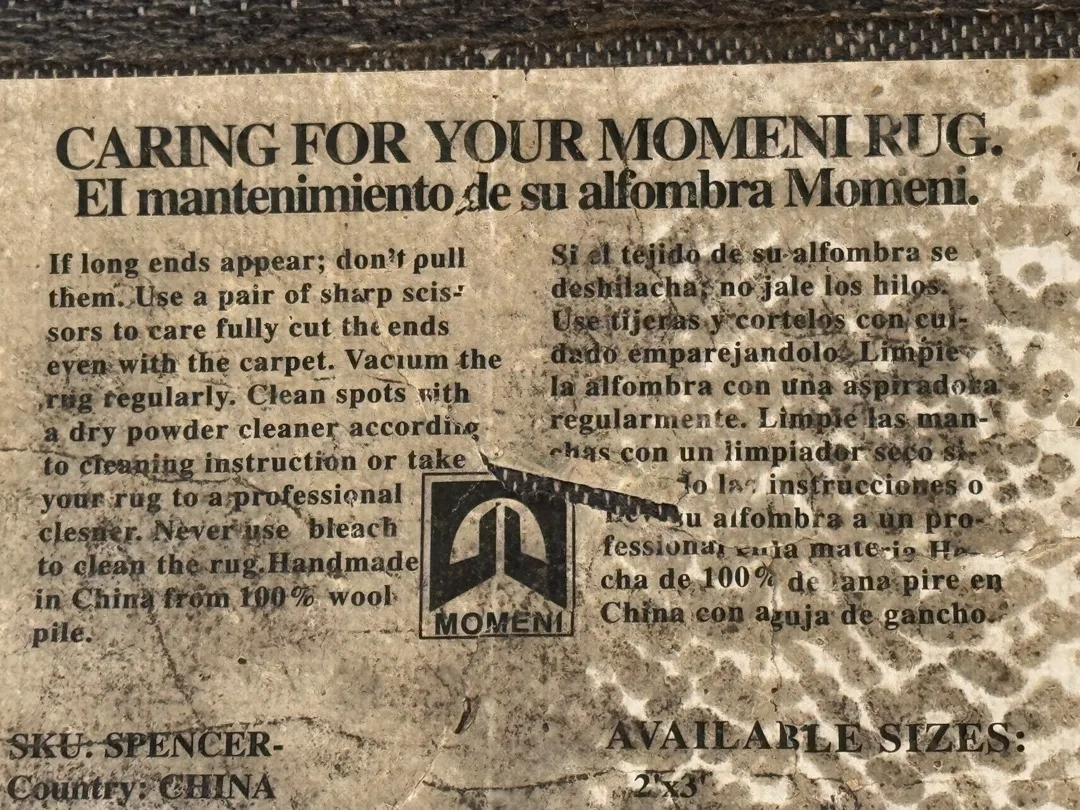 CARING FOR YOUR MOMENI RUG.
El mantenimiento de su alfombra Momeni.
If long ends appear; don't pull
them. Use a pair of sharp scis-
sors to care fully cut the ends
even with the carpet. Vacuum the
rug regularly. Clean spots with
a dry powder cleaner according
to cleaning instruction or take
your rug to a professional
clesner. Never use bleach
to clean the rug.Handmade
in China from 100% wool
pile.
Si el tejido de su alfombra se
deshilacha; no jale los hilos.
Use tijeras y cortelos con cui-
dado emparejandolo. Limpie
la alfombra con una aspiradora
regularmente. Limpie las man-
chas con un limpiador seco si-
las instrucciones o
su alfombra a un pro-
fessional
cha de 100% de lana pire en
China con aguja de gancho.
MOMENI
SKU: SPENCER-
Country: CHINA
AVAILABLE SIZES:
2'x3'